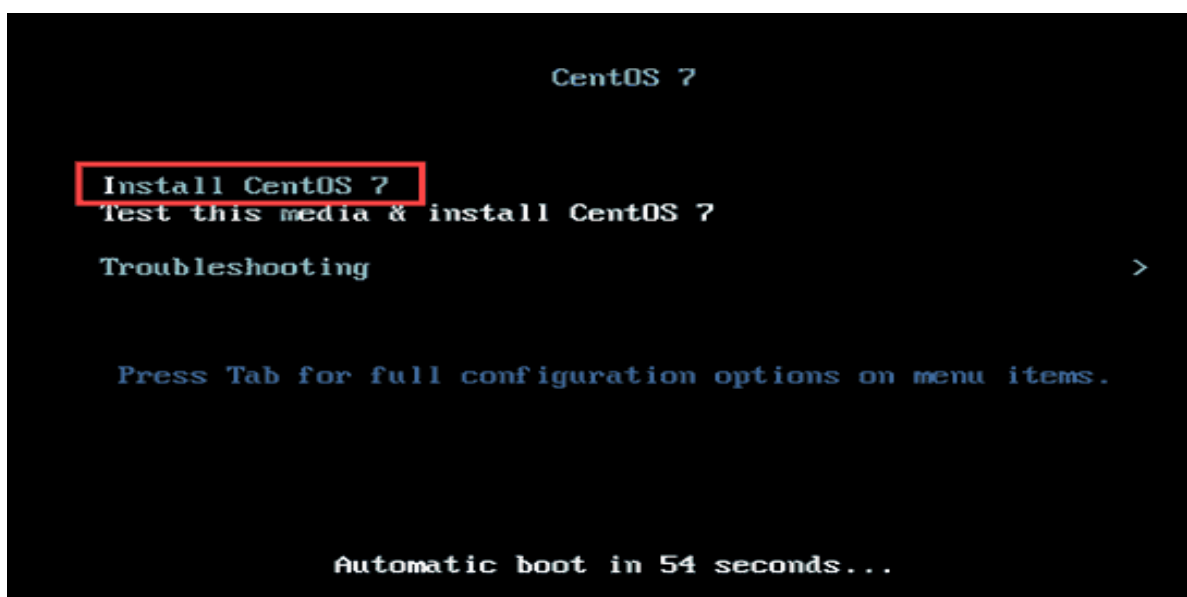 CentOS 7
Install CentOS 7
Test this media & install CentOS 7
Troubleshooting >
Press Tab for full configuration options on menu items.
Automatic boot in 54 seconds...